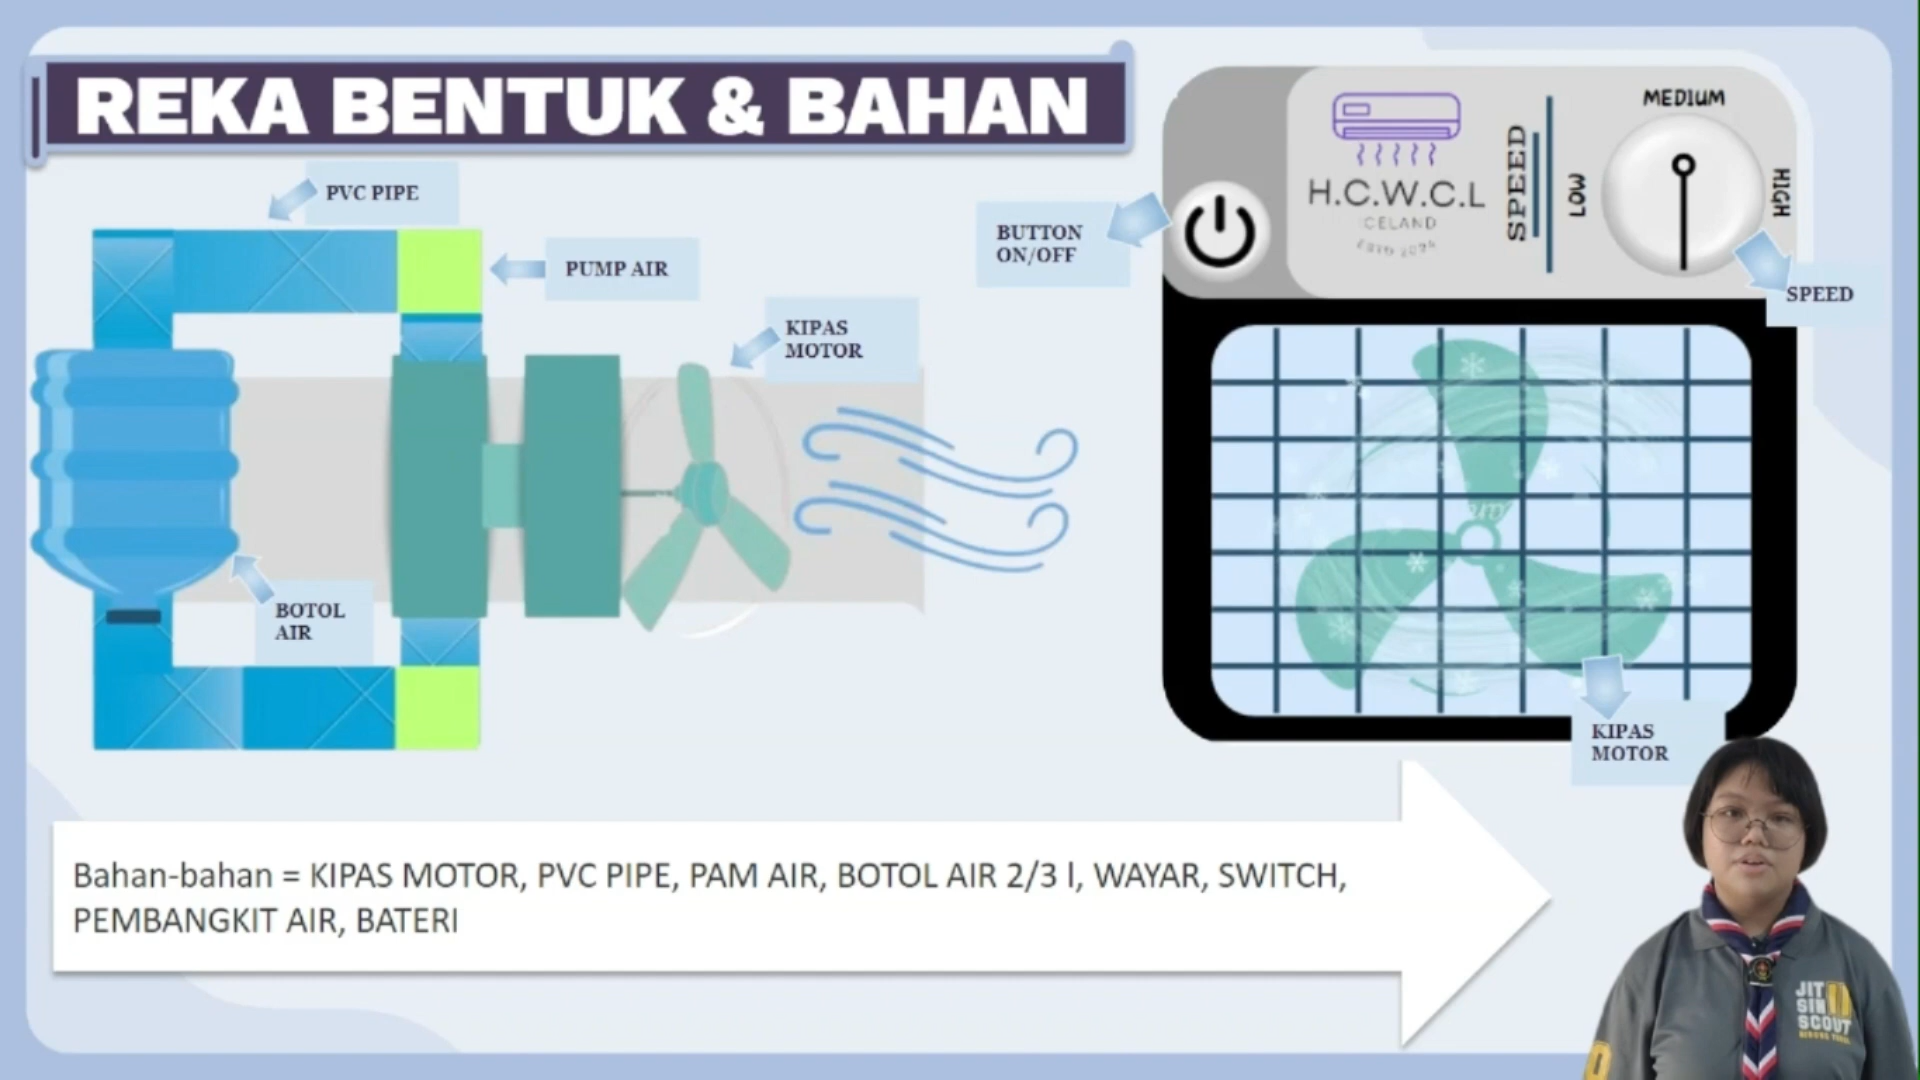 REKA BENTUK & BAHAN
PVC PIPE
PUMP AIR
KIPAS
MOTOR
BOTOL
AIR
BUTTON
ON/OFF
H.C.W.C.L
ICELAND
SPEED
LOW
MEDIUM
HIGH
SPEED
KIPAS
MOTOR
Bahan-bahan = KIPAS MOTOR, PVC PIPE, PAM AIR, BOTOL AIR 2/3 l, WAYAR, SWITCH,
PEMBANGKIT AIR, BATERI
JIT
SIN
SCOUT